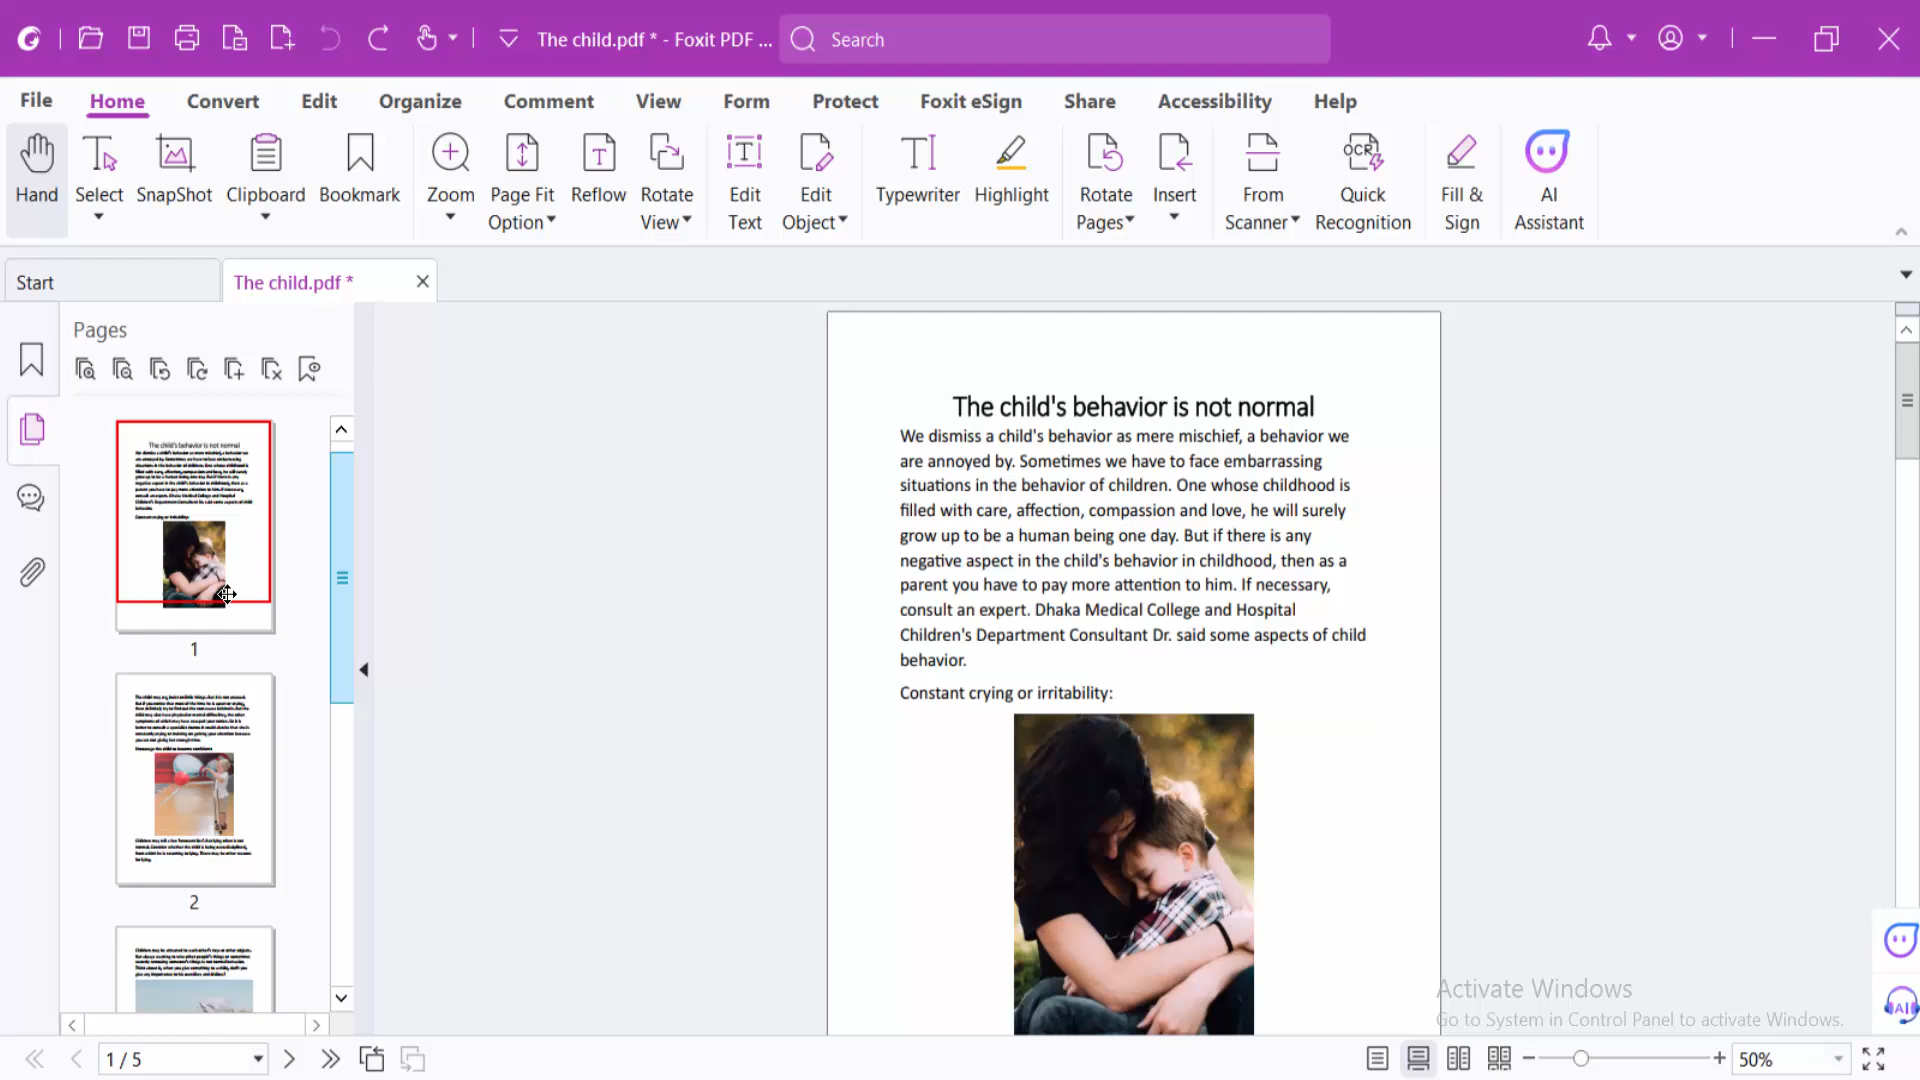 The child.pdf * - Foxit PDF ...
Search
File
Home
Convert
Edit
Organize
Comment
View
Form
Protect
Foxit eSign
Share
Accessibility
Help
Hand
Select
SnapShot
Clipboard
Bookmark
Zoom
Page Fit
Option
Reflow
Rotate
View
Edit
Text
Edit
Object
Typewriter
Highlight
Rotate
Pages
Insert
From
Scanner
OCR
Quick
Recognition
Fill &
Sign
AI
Assistant
Start
The child.pdf *
Pages
The child's behavior is not normal
1
2
The child's behavior is not normal
We dismiss a child's behavior as mere mischief, a behavior we
are annoyed by. Sometimes we have to face embarrassing
situations in the behavior of children. One whose childhood is
filled with care, affection, compassion and love, he will surely
grow up to be a human being one day. But if there is any
negative aspect in the child's behavior in childhood, then as a
parent you have to pay more attention to him. If necessary,
consult an expert. Dhaka Medical College and Hospital
Children's Department Consultant Dr. said some aspects of child
behavior.
Constant crying or irritability:
Activate Windows
Go to System in Control Panel to activate Windows.
AI
1 / 5
50%